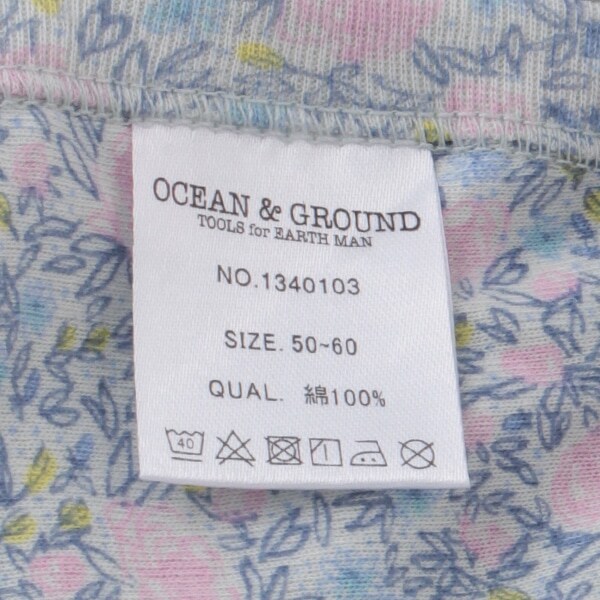 OCEAN & GROUND
TOOLS for EARTH MAN
NO.1340103
SIZE. 50~60
QUAL. 綿100%
40